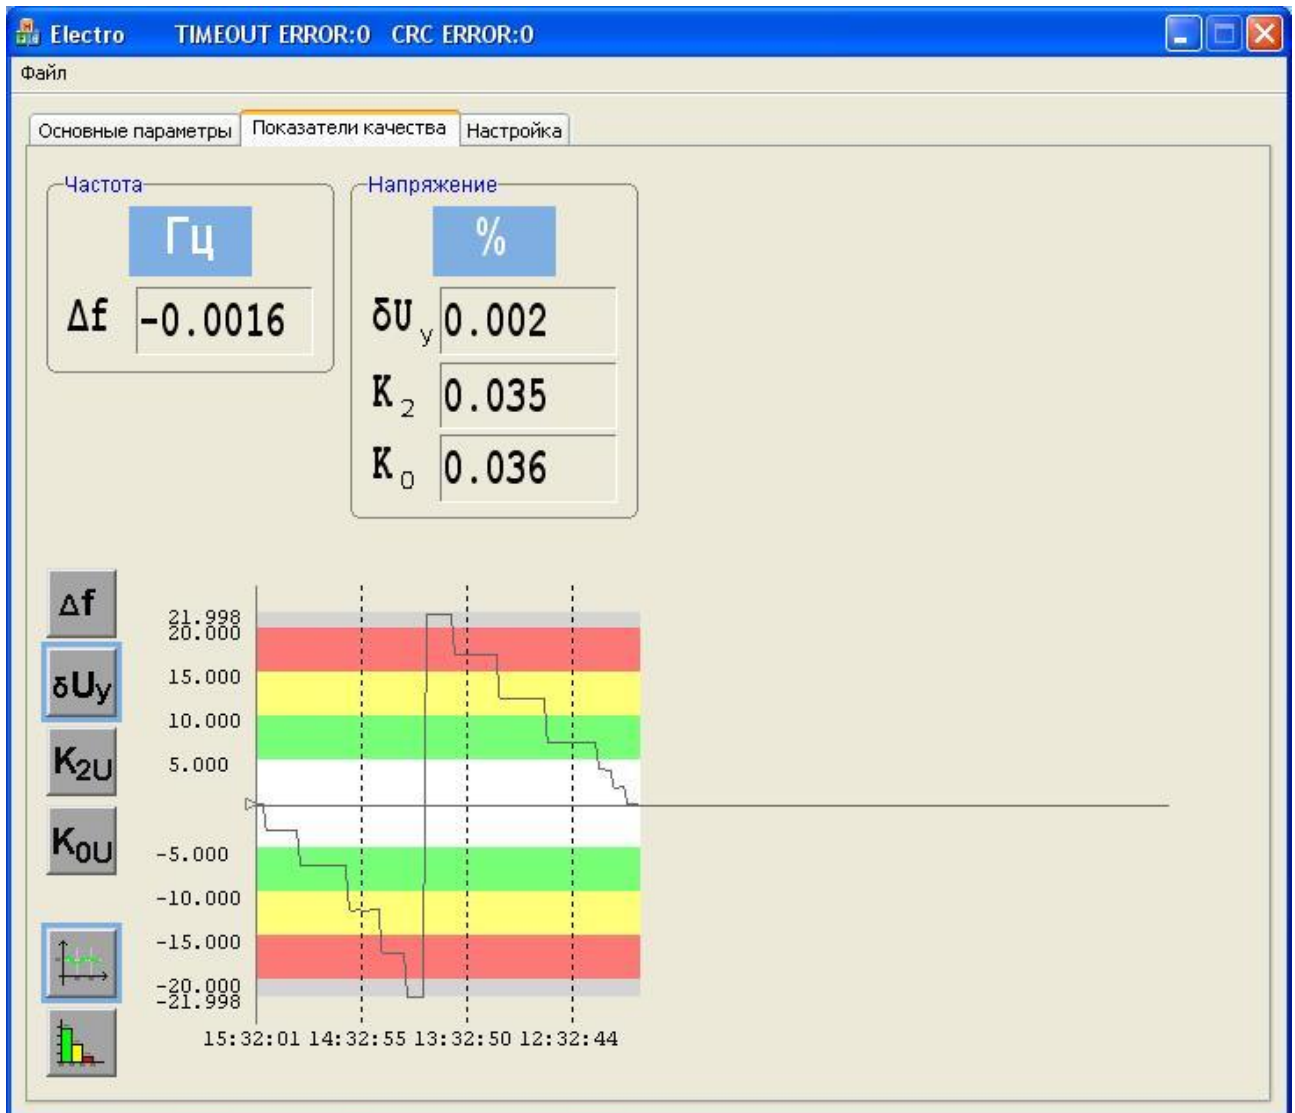 Electro TIMEOUT ERROR:0 CRC ERROR:0
Файл
Основные параметры Показатели качества Настройка
Частота Напряжение
Гц %
Δf -0.0016 δUy 0.002
K2 0.035
K0 0.036
Δf
21.998
20.000
δUy 15.000
10.000
K2U 5.000
K0U -5.000
-10.000
-15.000
-20.000
-21.998
15:32:01 14:32:55 13:32:50 12:32:44